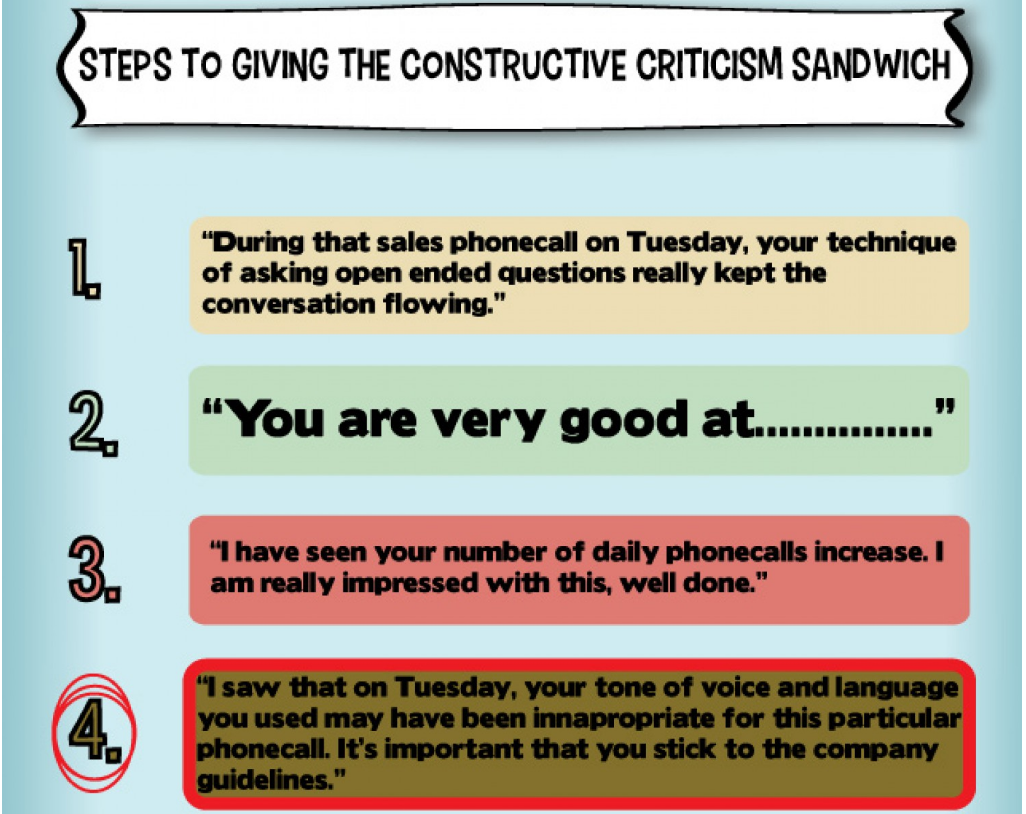 STEPS TO GIVING THE CONSTRUCTIVE CRITICISM SANDWICH
1.
“During that sales phonecall on Tuesday, your technique
of asking open ended questions really kept the
conversation flowing.”
2.
“You are very good at...............”
3.
“I have seen your number of daily phonecalls increase. I
am really impressed with this, well done.”
4.
“I saw that on Tuesday, your tone of voice and language
you used may have been innapropriate for this particular
phonecall. It's important that you stick to the company
guidelines.”